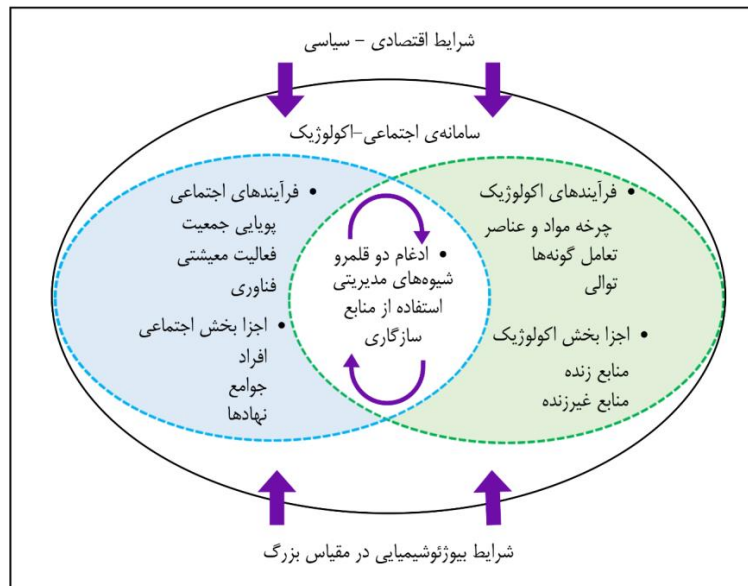 شرایط اقتصادی – سیاسی
سامانه‌ی اجتماعی–اکولوژیک
• فرآیندهای اکولوژیک
چرخه مواد و عناصر
تعامل گونه‌ها
توالی
• اجزا بخش اکولوژیک
منابع زنده
منابع غیرزنده
• ادغام دو قلمرو
شیوه‌های مدیریتی
استفاده از منابع
سازگاری
• فرآیندهای اجتماعی
پویایی جمعیت
فعالیت معیشتی
فناوری
• اجزا بخش اجتماعی
افراد
جوامع
نهادها
شرایط بیوژئوشیمیایی در مقیاس بزرگ